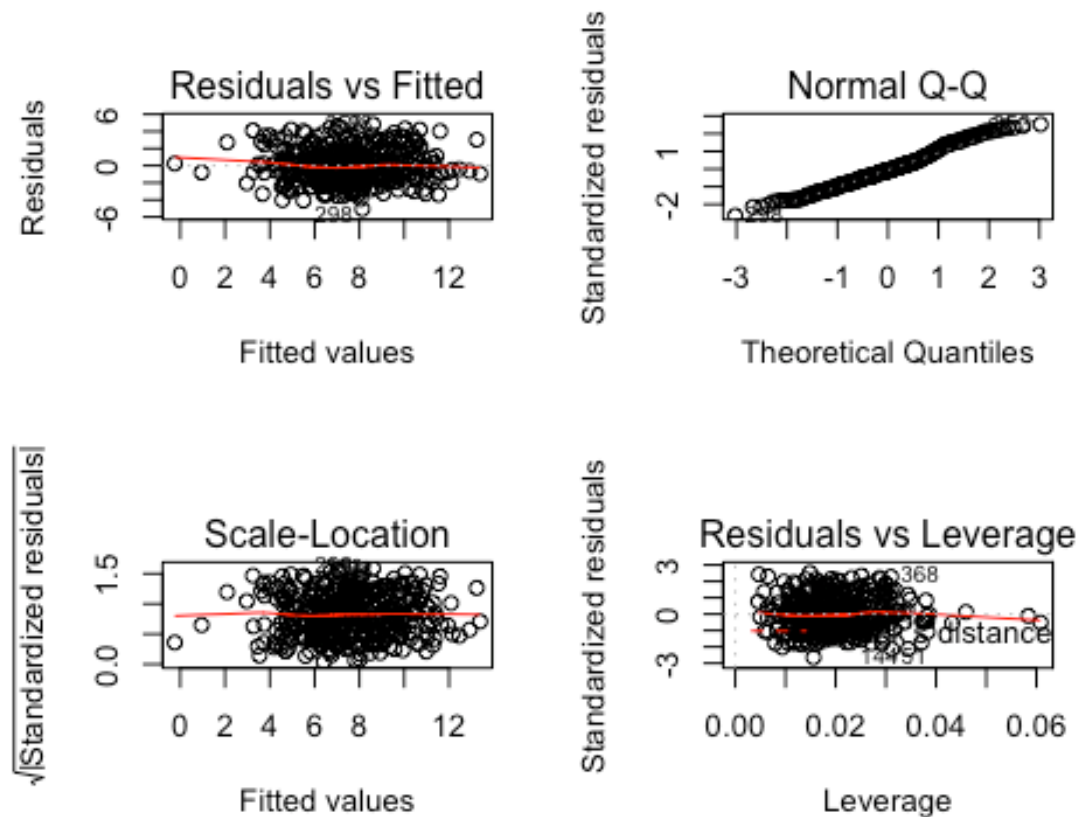 Residuals vs Fitted
Residuals
6
0
-6
298
0 2 4 6 8 12
Fitted values
Normal Q-Q
Standardized residuals
1
-2
-3 -1 0 1 2 3
Theoretical Quantiles
Scale-Location
√|Standardized residuals|
1.5
0.0
0 2 4 6 8 12
Fitted values
Residuals vs Leverage
Standardized residuals
3
0
-3
368
distance
0.00 0.02 0.04 0.06
Leverage